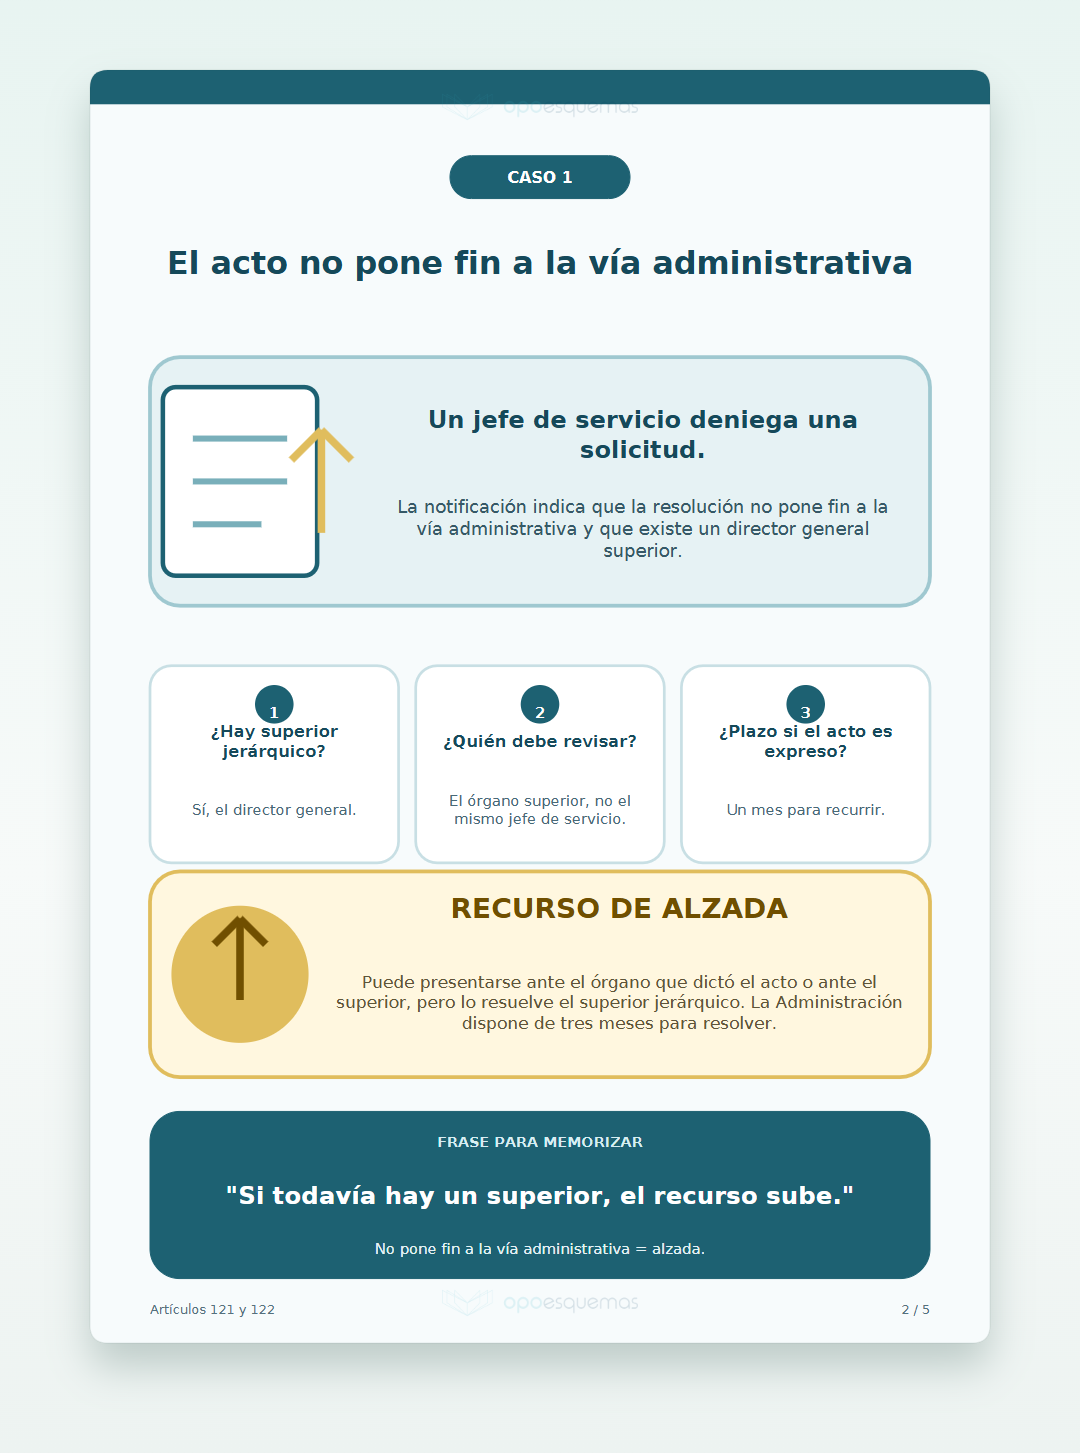 opoesquemas
CASO 1
El acto no pone fin a la vía administrativa
Un jefe de servicio deniega una
solicitud.
La notificación indica que la resolución no pone fin a la
vía administrativa y que existe un director general
superior.
1
¿Hay superior
jerárquico?
Sí, el director general.
2
¿Quién debe revisar?
El órgano superior, no el
mismo jefe de servicio.
3
¿Plazo si el acto es
expreso?
Un mes para recurrir.
RECURSO DE ALZADA
Puede presentarse ante el órgano que dictó el acto o ante el
superior, pero lo resuelve el superior jerárquico. La Administración
dispone de tres meses para resolver.
FRASE PARA MEMORIZAR
"Si todavía hay un superior, el recurso sube."
No pone fin a la vía administrativa = alzada.
Artículos 121 y 122
opoesquemas
2 / 5